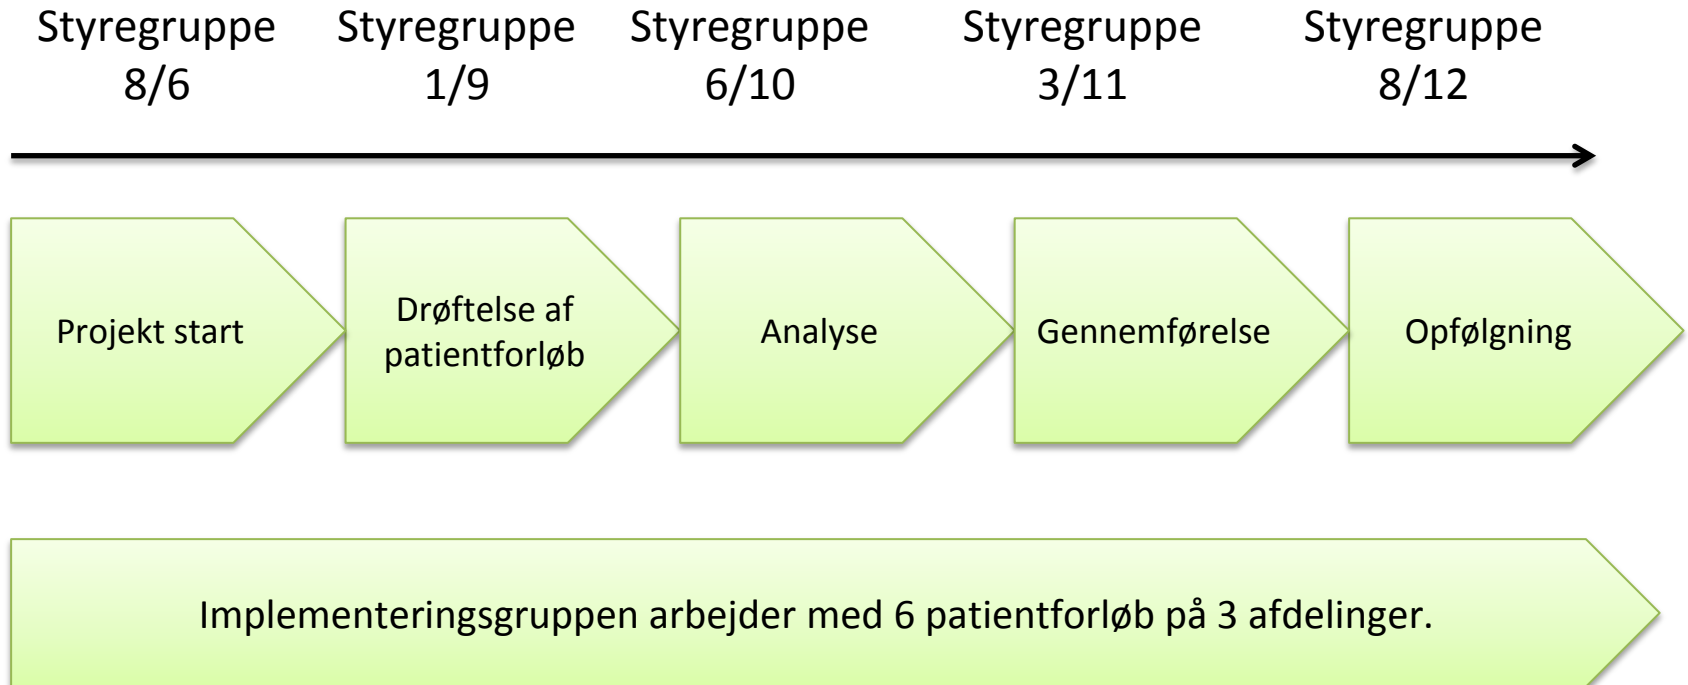 Styregruppe Styregruppe Styregruppe Styregruppe Styregruppe
8/6 1/9 6/10 3/11 8/12
Projekt start
Drøftelse af
patientforløb
Analyse
Gennemførelse
Opfølgning
Implementeringsgruppen arbejder med 6 patientforløb på 3 afdelinger.